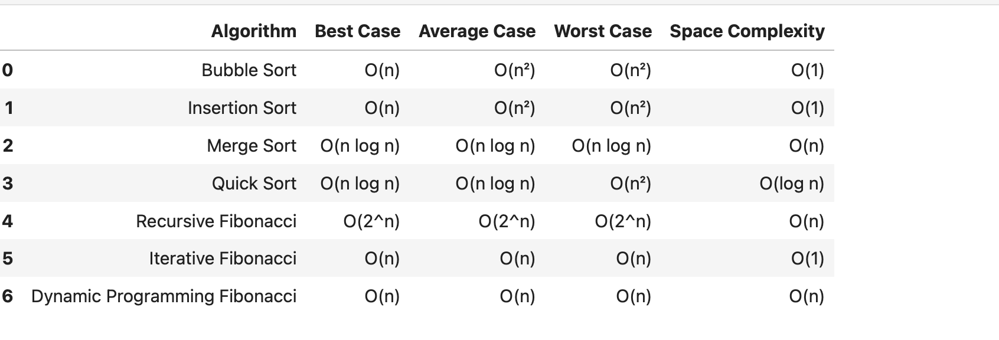 Algorithm Best Case Average Case Worst Case Space Complexity
0 Bubble Sort O(n) O(n²) O(n²) O(1)
1 Insertion Sort O(n) O(n²) O(n²) O(1)
2 Merge Sort O(n log n) O(n log n) O(n log n) O(n)
3 Quick Sort O(n log n) O(n log n) O(n²) O(log n)
4 Recursive Fibonacci O(2^n) O(2^n) O(2^n) O(n)
5 Iterative Fibonacci O(n) O(n) O(n) O(1)
6 Dynamic Programming Fibonacci O(n) O(n) O(n) O(n)